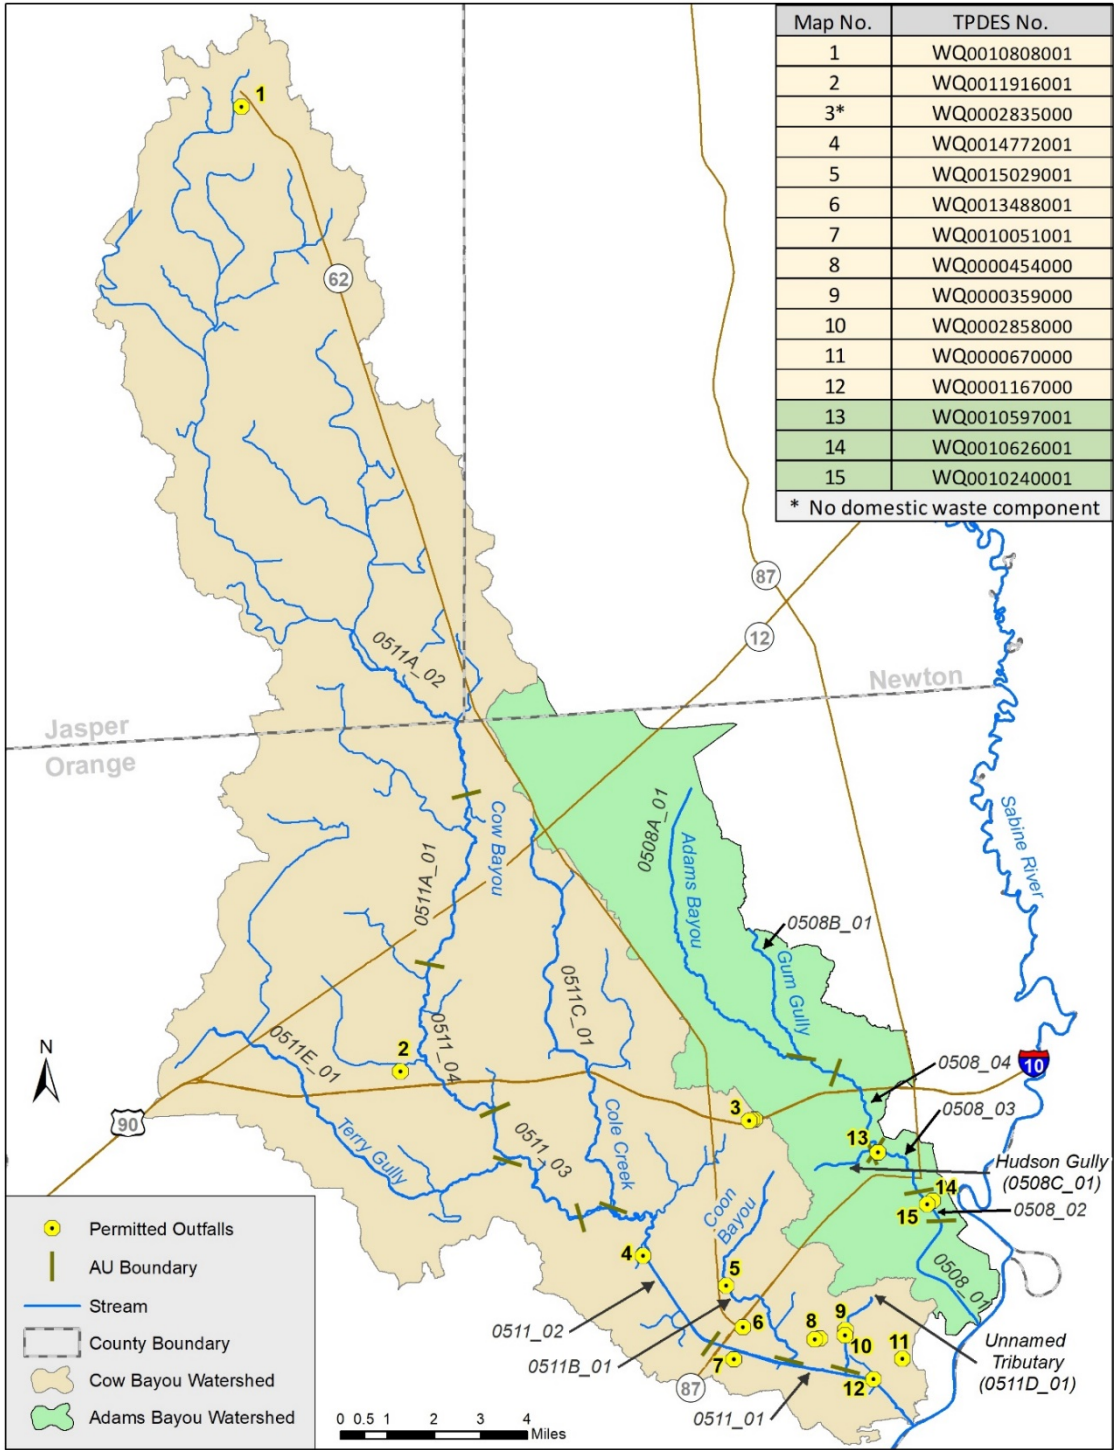 Map No. TPDES No.
1 WQ0010808001
2 WQ0011916001
3* WQ0002835000
4 WQ0014772001
5 WQ0015029001
6 WQ0013488001
7 WQ0010051001
8 WQ0000454000
9 WQ0000359000
10 WQ0002858000
11 WQ0000670000
12 WQ0001167000
13 WQ0010597001
14 WQ0010626001
15 WQ0010240001
* No domestic waste component
1
62
87
12
0511A_02
Newton
Jasper
Orange
Sabine River
Cow Bayou
0508A_01
Adams Bayou
0511A_01
0508B_01
Gum Gully
0511C_01
0511_04
0511E_01
2
N
90
10
0508_04
3
0508_03
13
Terry Gully
0511_03
Cole Creek
Hudson Gully
(0508C_01)
Coon
Bayou
14
15
0508_02
4
5
0508_01
0511_02
6
8
9
10
11
0511B_01
7
12
Unnamed
Tributary
(0511D_01)
87
0511_01
Permitted Outfalls
AU Boundary
Stream
County Boundary
Cow Bayou Watershed
Adams Bayou Watershed
0 0.5 1 2 3 4
Miles